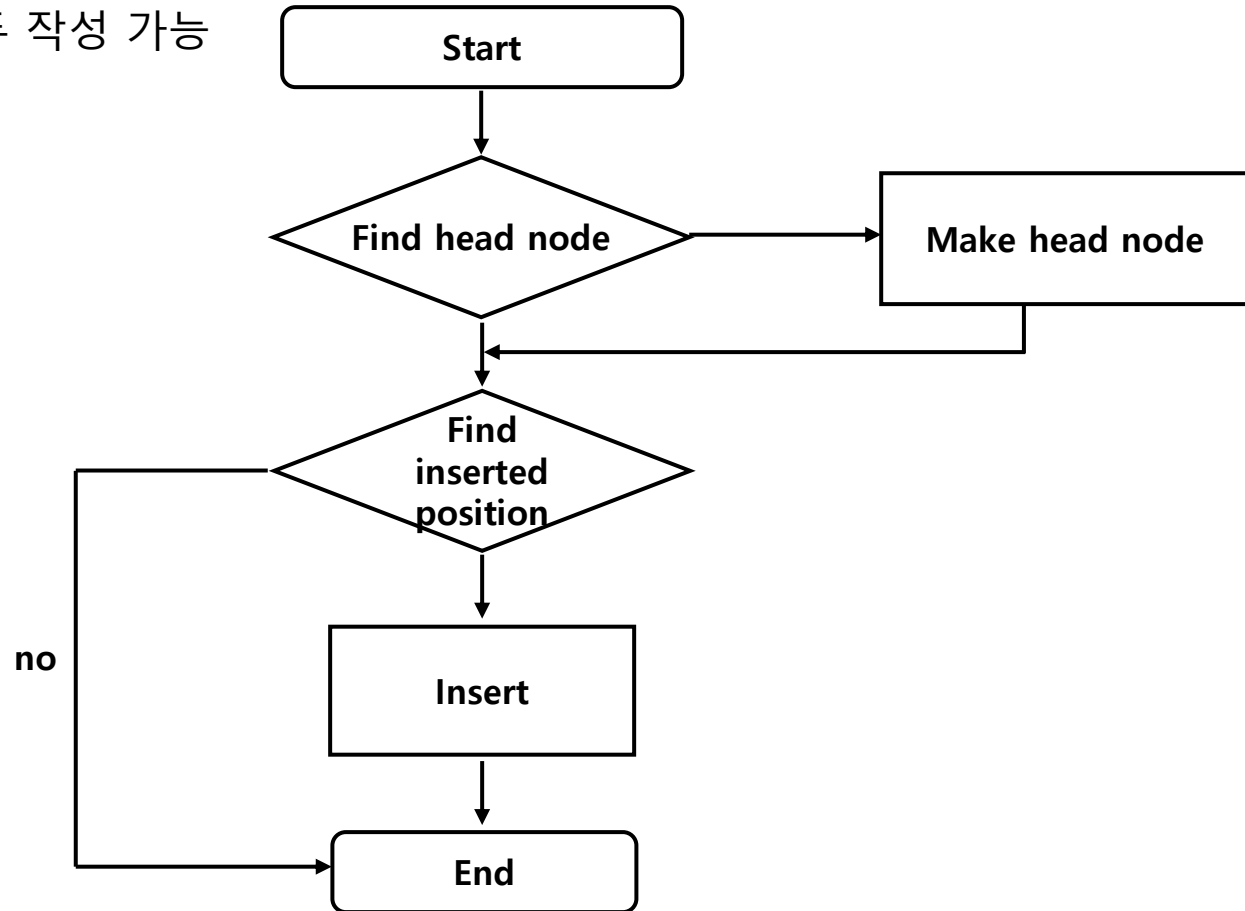 작성 가능
Start
Find head node
Make head node
Find
inserted
position
no
Insert
End